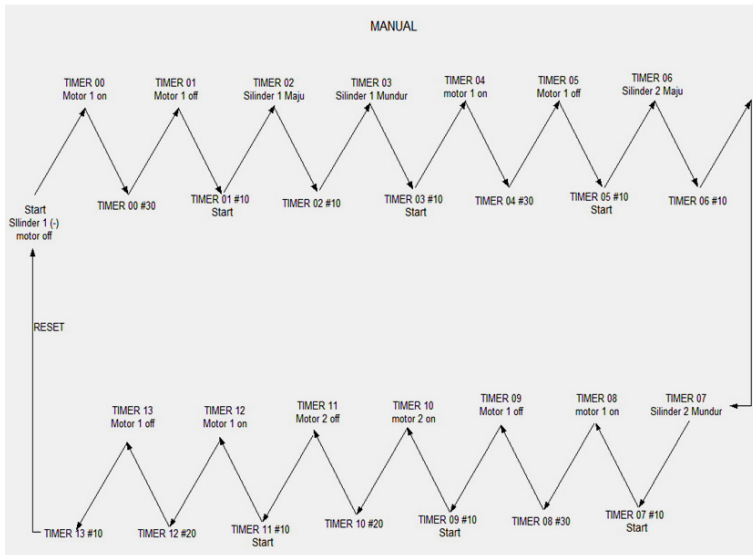 MANUAL
TIMER 00
Motor 1 on
TIMER 01
Motor 1 off
TIMER 02
Silinder 1 Maju
TIMER 03
Silinder 1 Mundur
TIMER 04
motor 1 on
TIMER 05
Motor 1 off
TIMER 06
Silinder 2 Maju
Start
SIlinder 1 (-)
motor off
TIMER 00 #30
TIMER 01 #10
Start
TIMER 02 #10
TIMER 03 #10
Start
TIMER 04 #30
TIMER 05 #10
Start
TIMER 06 #10
RESET
TIMER 13
Motor 1 off
TIMER 12
Motor 1 on
TIMER 11
Motor 2 off
TIMER 10
motor 2 on
TIMER 09
Motor 1 off
TIMER 08
motor 1 on
TIMER 07
Silinder 2 Mundur
TIMER 13 #10
TIMER 12 #20
TIMER 11 #10
Start
TIMER 10 #20
TIMER 09 #10
Start
TIMER 08 #30
TIMER 07 #10
Start